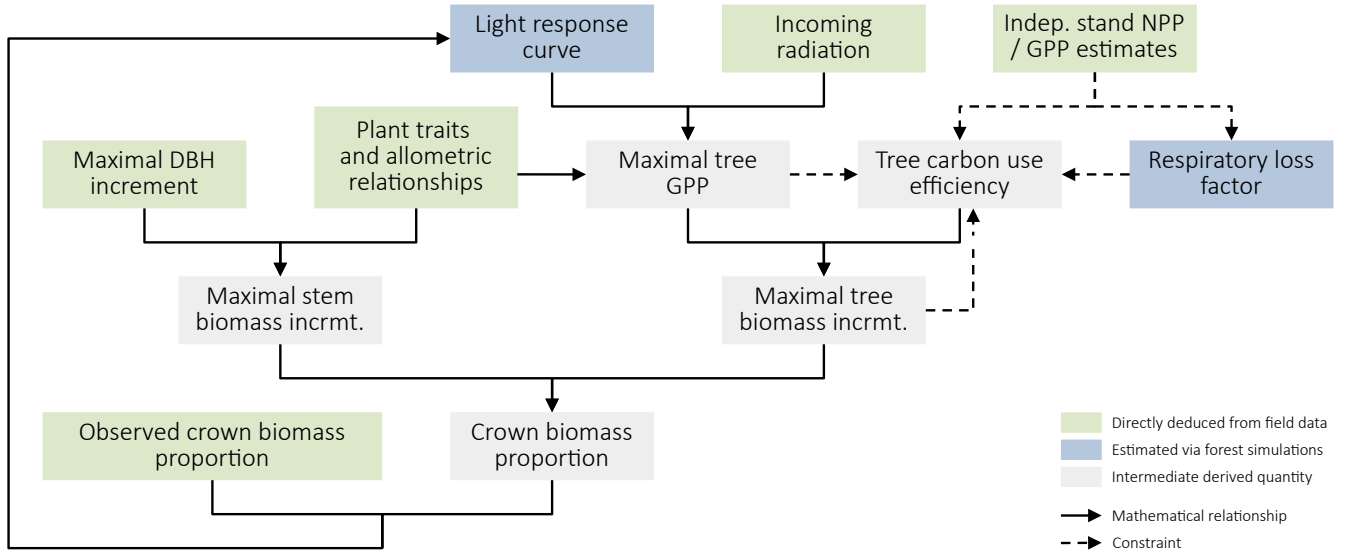 Light response
curve
Incoming
radiation
Indep. stand NPP
/ GPP estimates
Maximal DBH
increment
Plant traits
and allometric
relationships
Maximal tree
GPP
Tree carbon use
efficiency
Respiratory loss
factor
Maximal stem
biomass incrmt.
Maximal tree
biomass incrmt.
Observed crown biomass
proportion
Crown biomass
proportion
Directly deduced from field data
Estimated via forest simulations
Intermediate derived quantity
Mathematical relationship
Constraint